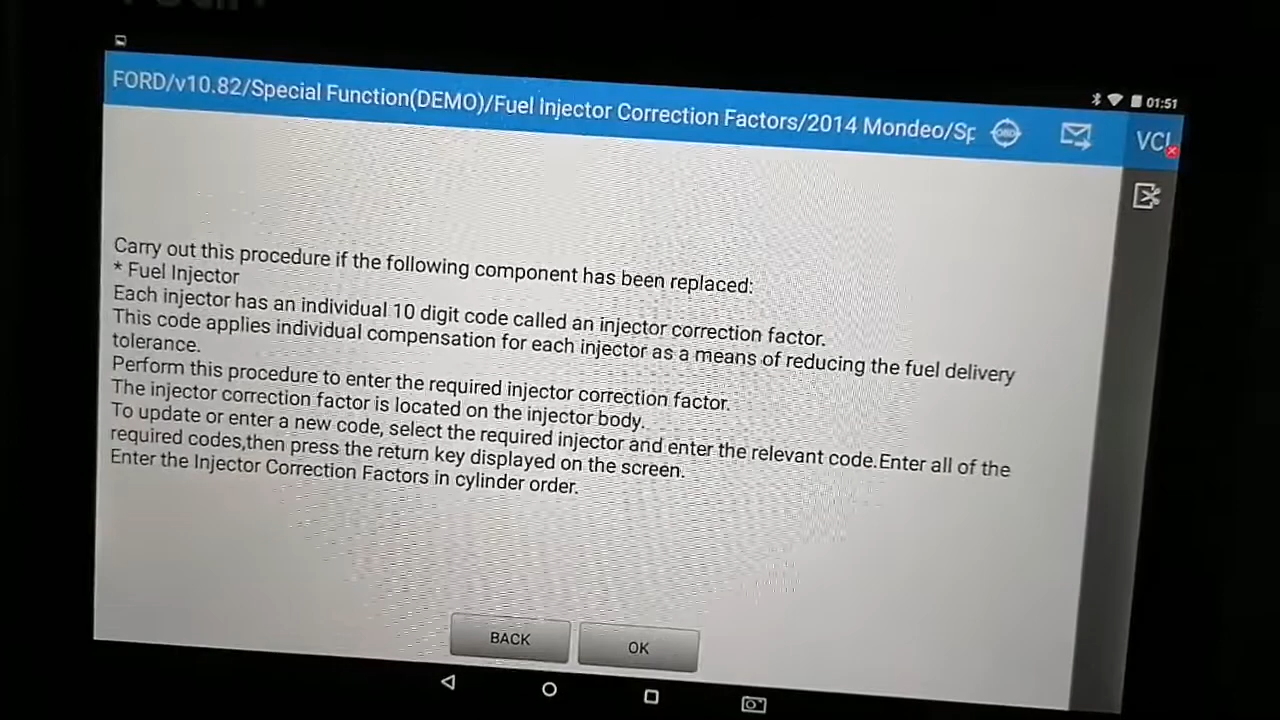 01:51
FORD/v10.82/Special Function(DEMO)/Fuel Injector Correction Factors/2014 Mondeo/Sp
VCI
Carry out this procedure if the following component has been replaced:
* Fuel Injector
Each injector has an individual 10 digit code called an injector correction factor.
This code applies individual compensation for each injector as a means of reducing the fuel delivery
tolerance.
Perform this procedure to enter the required injector correction factor.
The injector correction factor is located on the injector body.
To update or enter a new code, select the required injector and enter the relevant code.Enter all of the
required codes,then press the return key displayed on the screen.
Enter the Injector Correction Factors in cylinder order.
BACK
OK